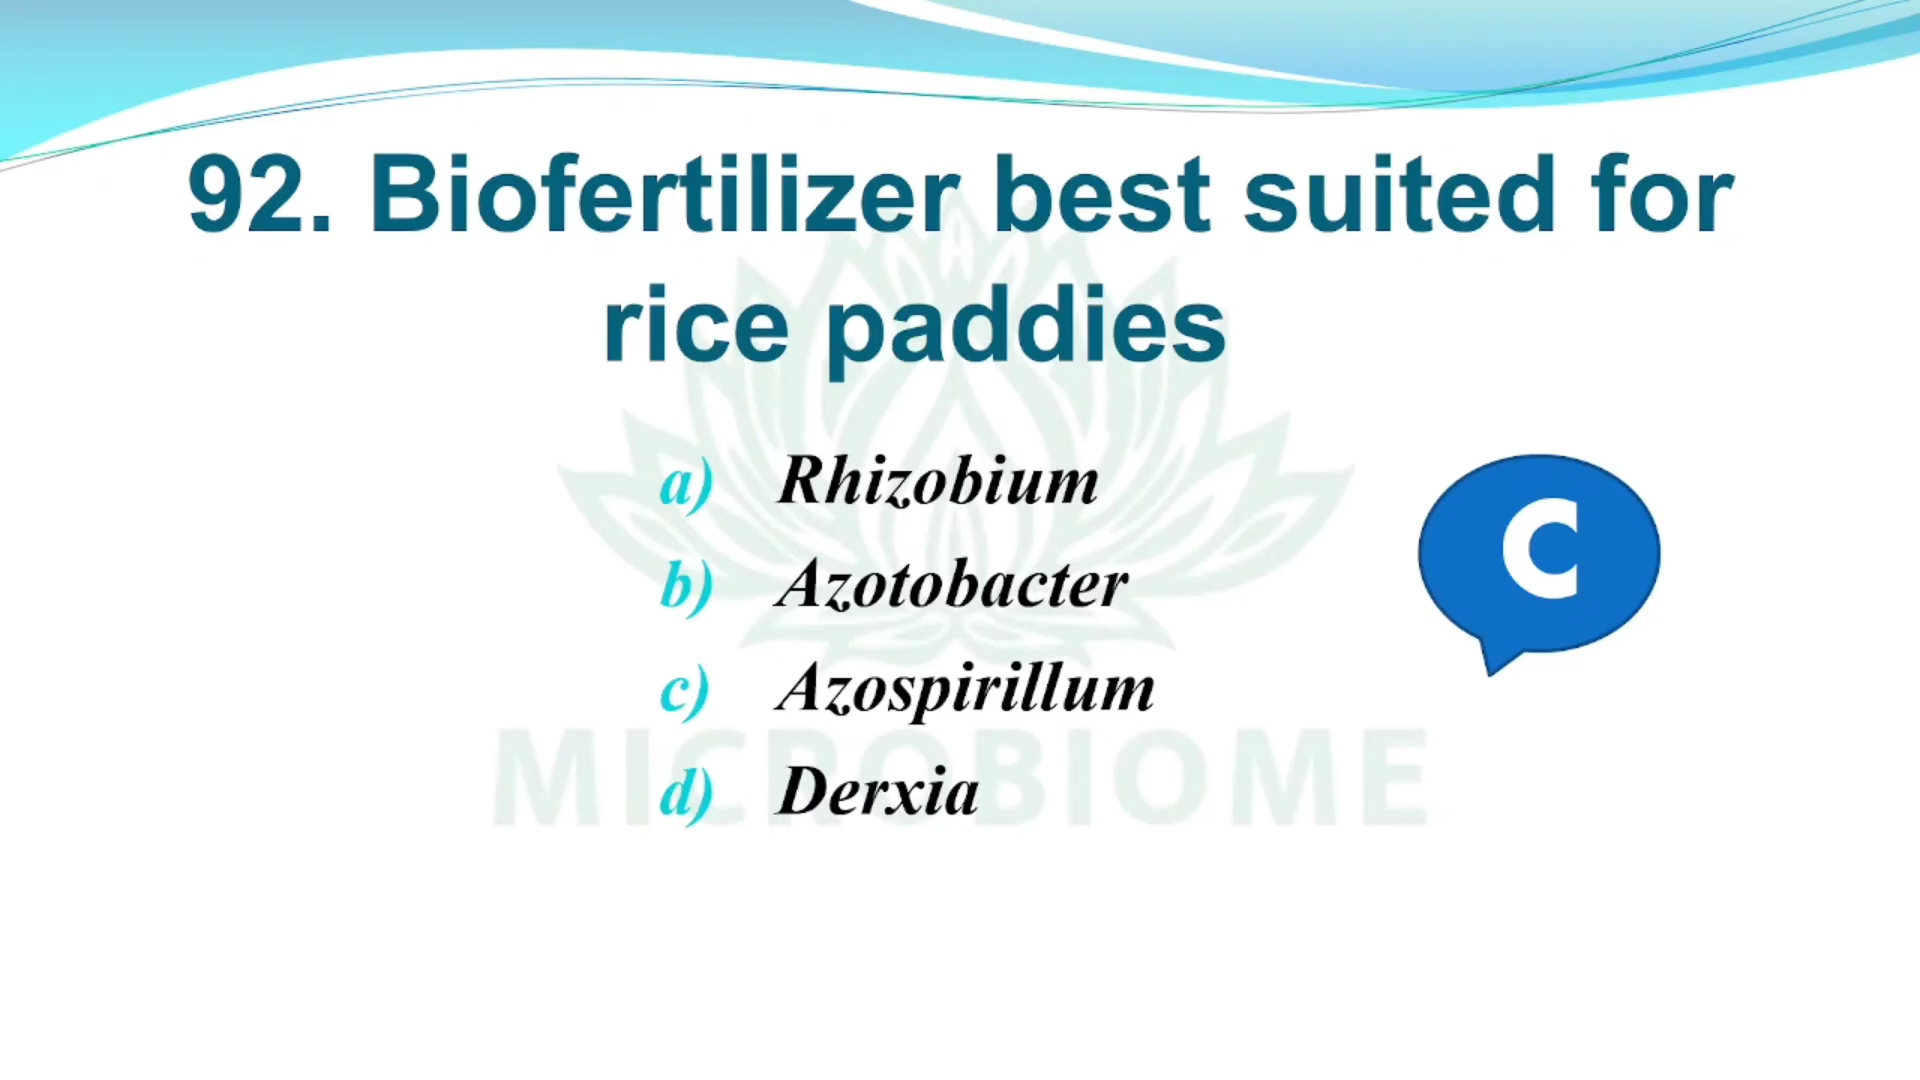 92. Biofertilizer best suited for
rice paddies
a) Rhizobium
b) Azotobacter
C
c) Azospirillum
MICROBIOME
d) Derxia